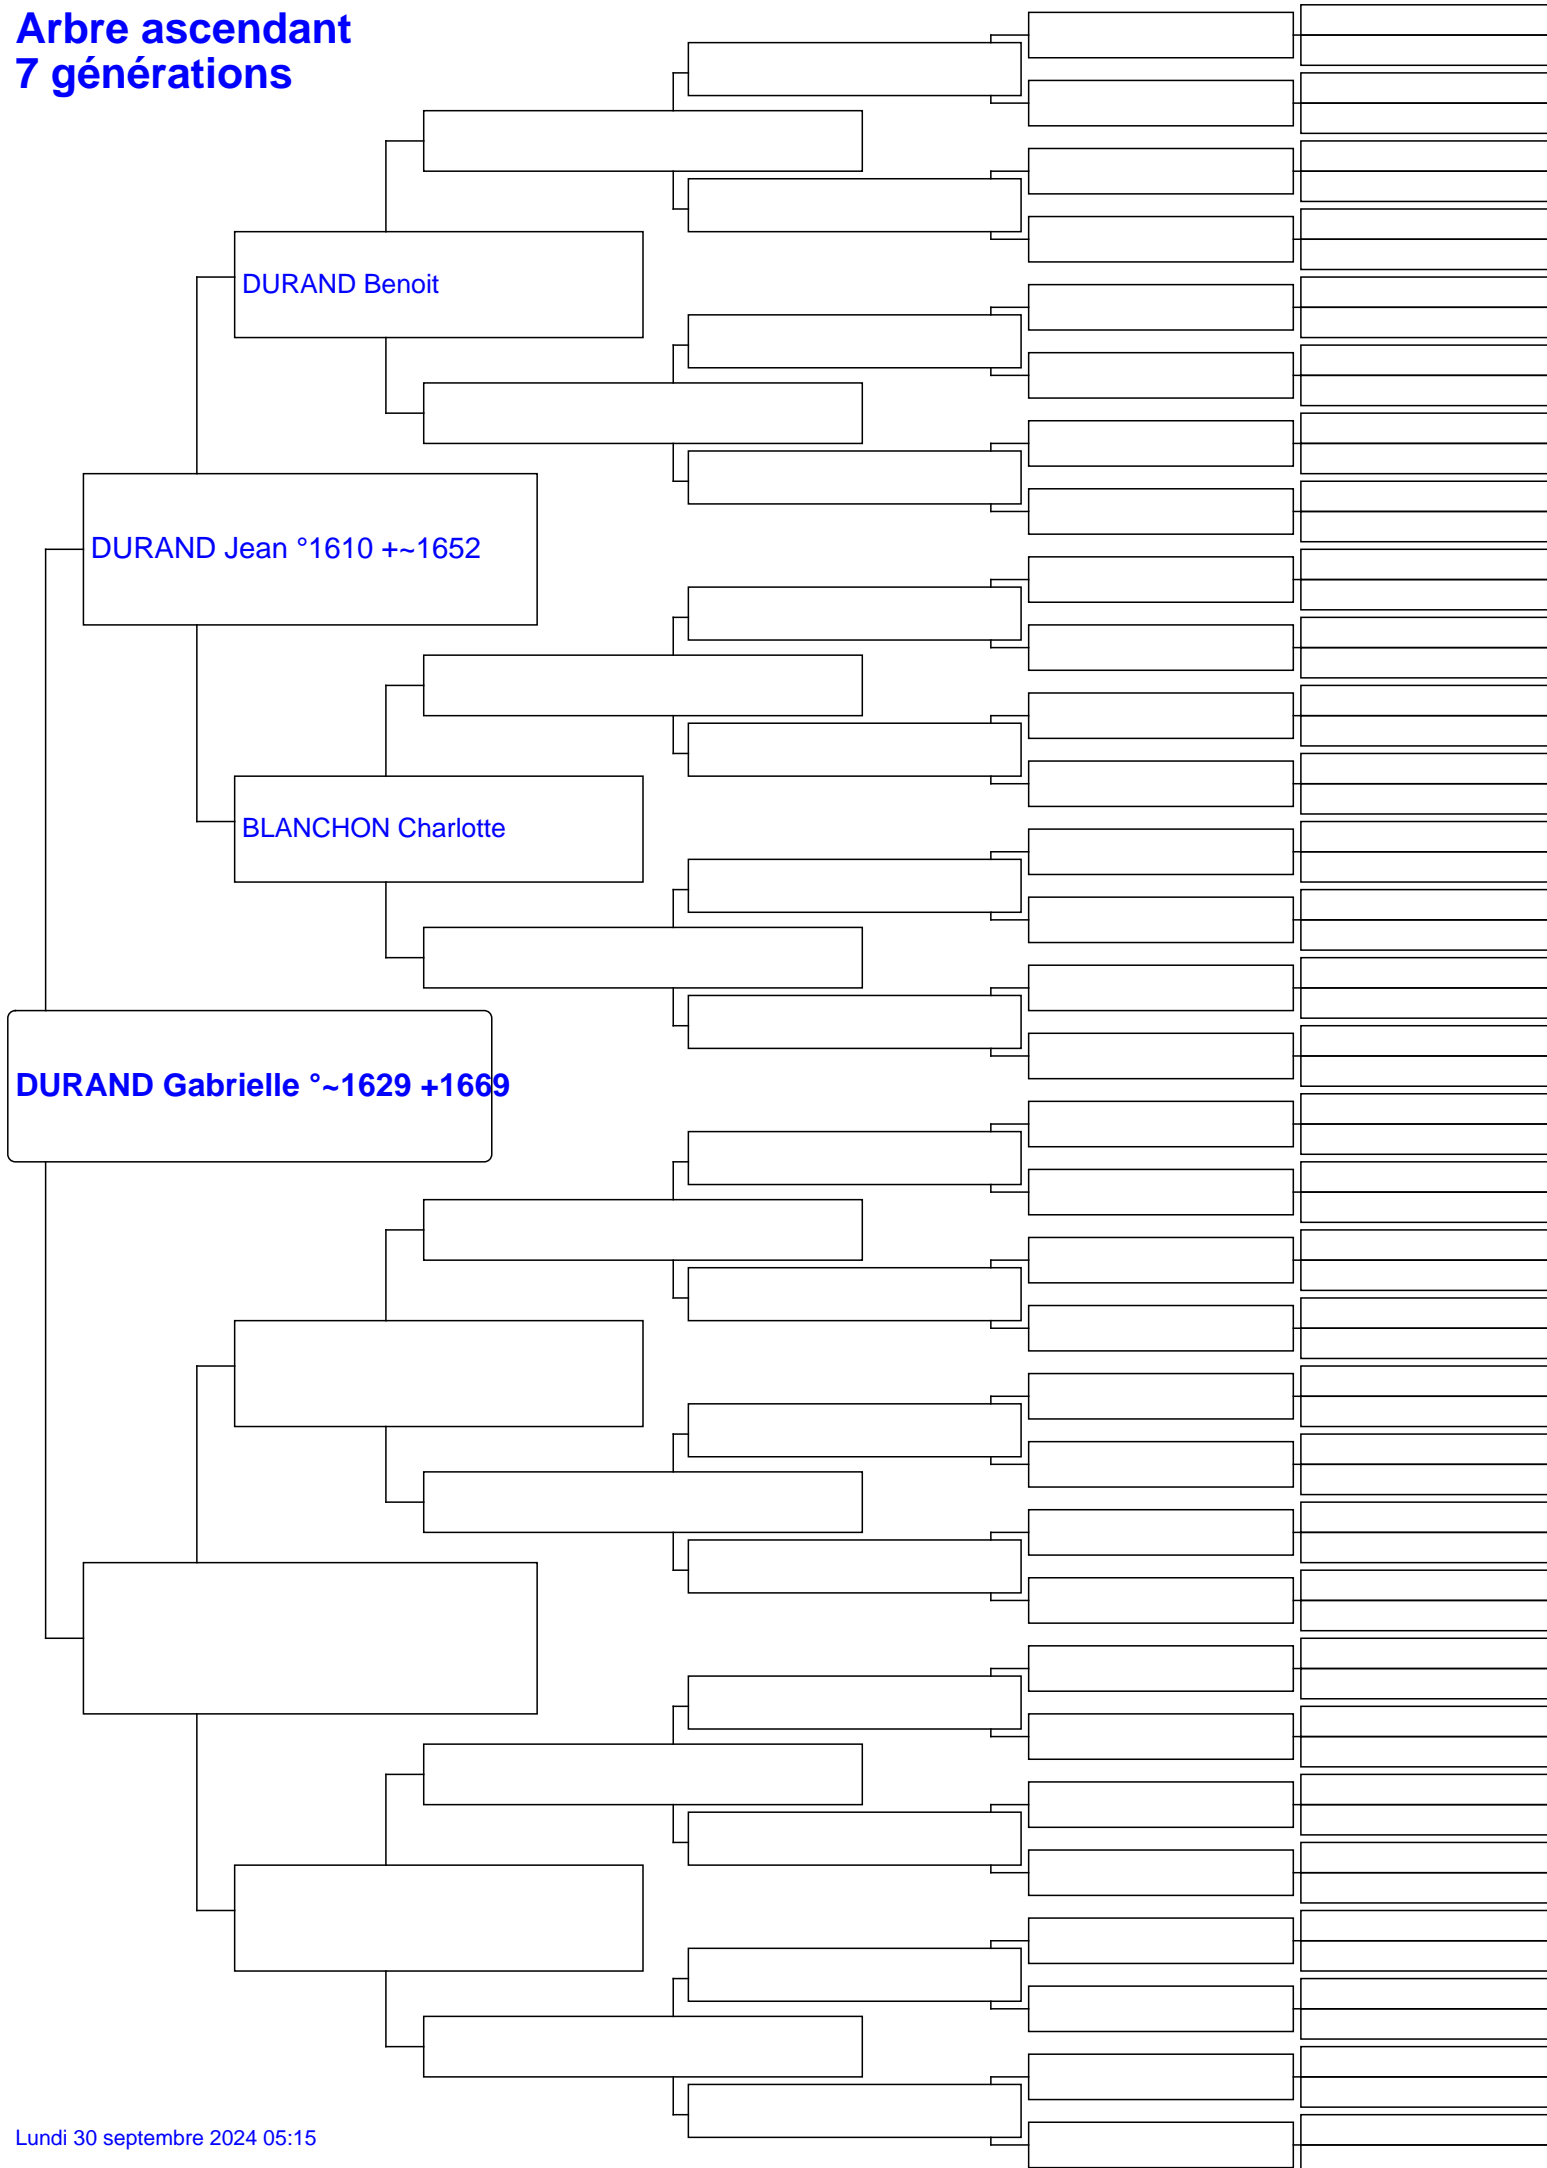 Arbre ascendant
7 générations
DURAND Benoit
DURAND Jean °1610 +~1652
BLANCHON Charlotte
DURAND Gabrielle °~1629 +1669
Lundi 30 septembre 2024 05:15